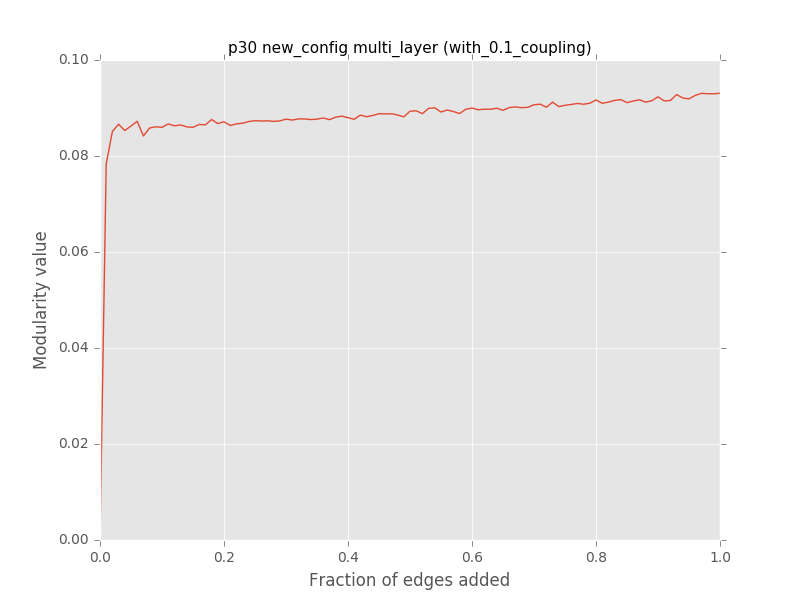 p30 new_config multi_layer (with_0.1_coupling)
0.10
0.08
0.06
0.04
0.02
0.00
Modularity value
0.0 0.2 0.4 0.6 0.8 1.0
Fraction of edges added